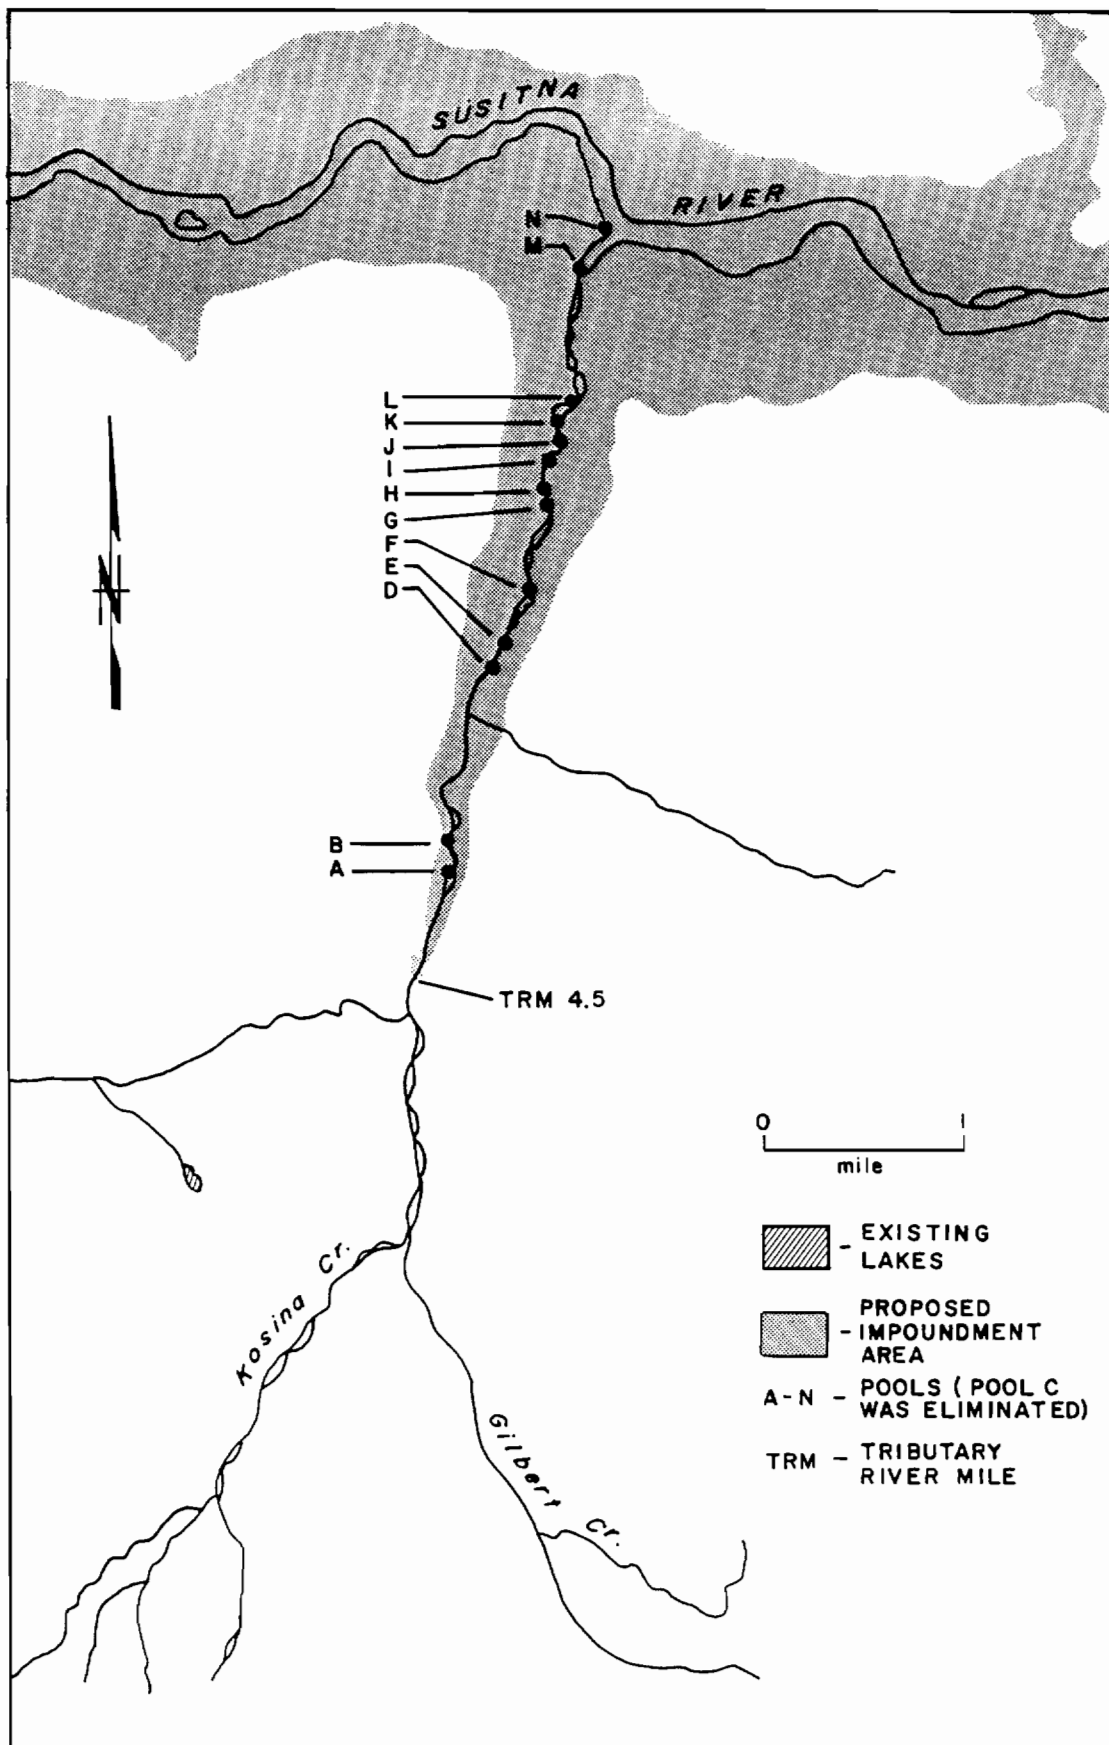 SUSITNA
RIVER
N
M
L
K
J
I
H
G
F
E
D
B
A
TRM 4.5
N
0 1
mile
Kosina Cr.
Gilbert Cr.
- EXISTING
LAKES
PROPOSED
- IMPOUNDMENT
AREA
A-N - POOLS (POOL C
WAS ELIMINATED)
TRM - TRIBUTARY
RIVER MILE